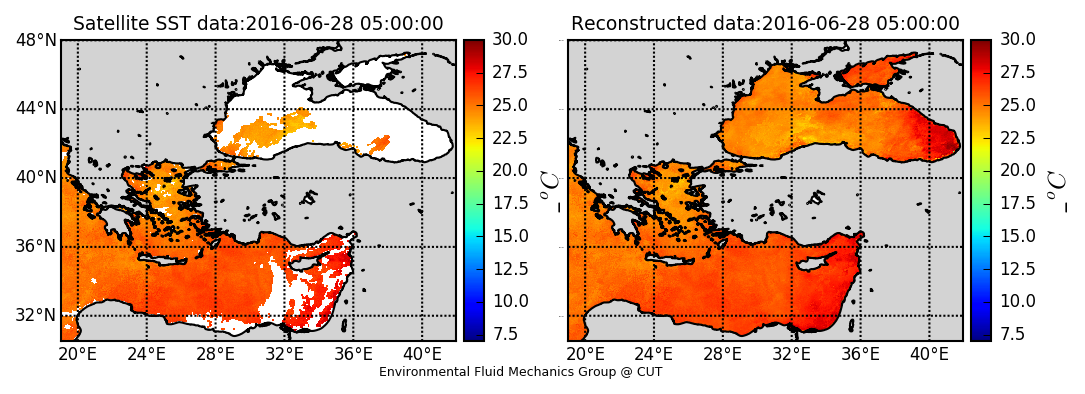 Satellite SST data:2016-06-28 05:00:00
48°N
44°N
40°N
36°N
32°N
20°E 24°E 28°E 32°E 36°E 40°E
30.0
27.5
25.0
22.5
20.0
17.5
15.0
12.5
10.0
7.5
_ °C
Reconstructed data:2016-06-28 05:00:00
20°E 24°E 28°E 32°E 36°E 40°E
30.0
27.5
25.0
22.5
20.0
17.5
15.0
12.5
10.0
7.5
_ °C
Environmental Fluid Mechanics Group @ CUT